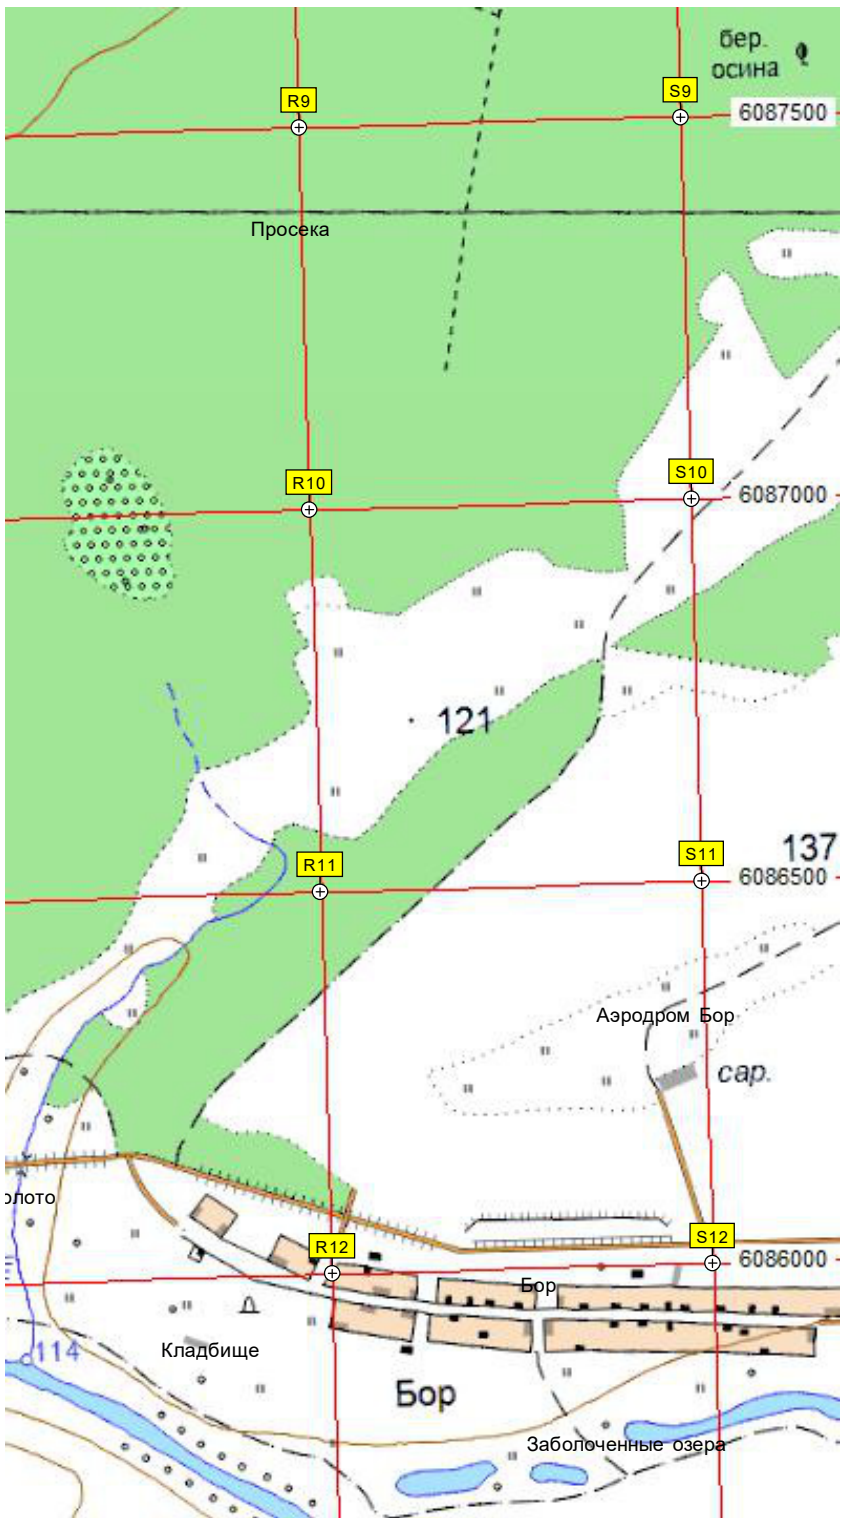 бер.
осина
R9
S9
6087500
Просека
R10
S10
6087000
121
R11
S11
137
6086500
Аэродром Бор
сар.
олото
R12
S12
6086000
Бор
114
Кладбище
Бор
Заболоченные озера